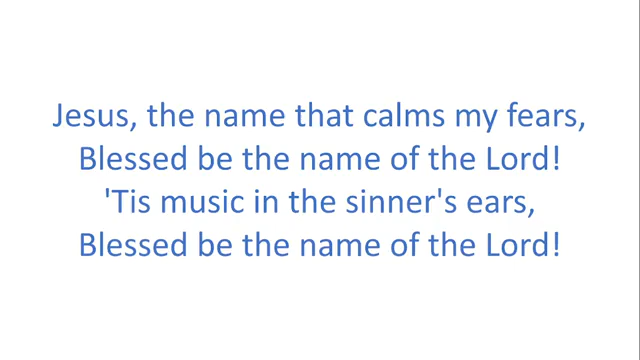 Jesus, the name that calms my fears,
Blessed be the name of the Lord!
'Tis music in the sinner's ears,
Blessed be the name of the Lord!